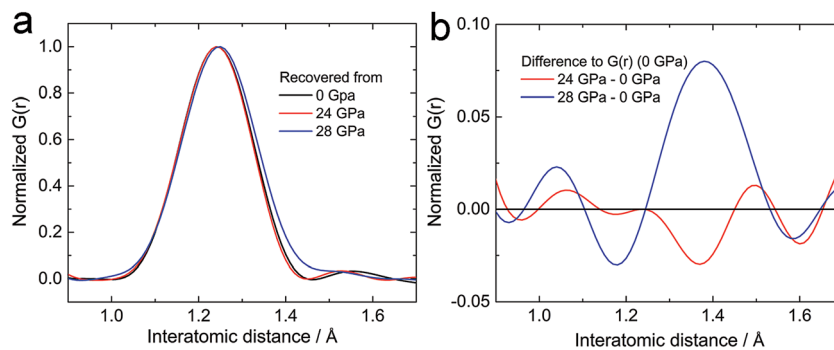 a
Normalized G(r)
1.0
0.8
0.6
0.4
0.2
0.0
Recovered from
0 Gpa
24 GPa
28 GPa
1.0
1.2
1.4
1.6
Interatomic distance / Å
b
Normalized G(r)
0.10
0.05
0.00
-0.05
Difference to G(r) (0 GPa)
24 GPa - 0 GPa
28 GPa - 0 GPa
1.0
1.2
1.4
1.6
Interatomic distance / Å